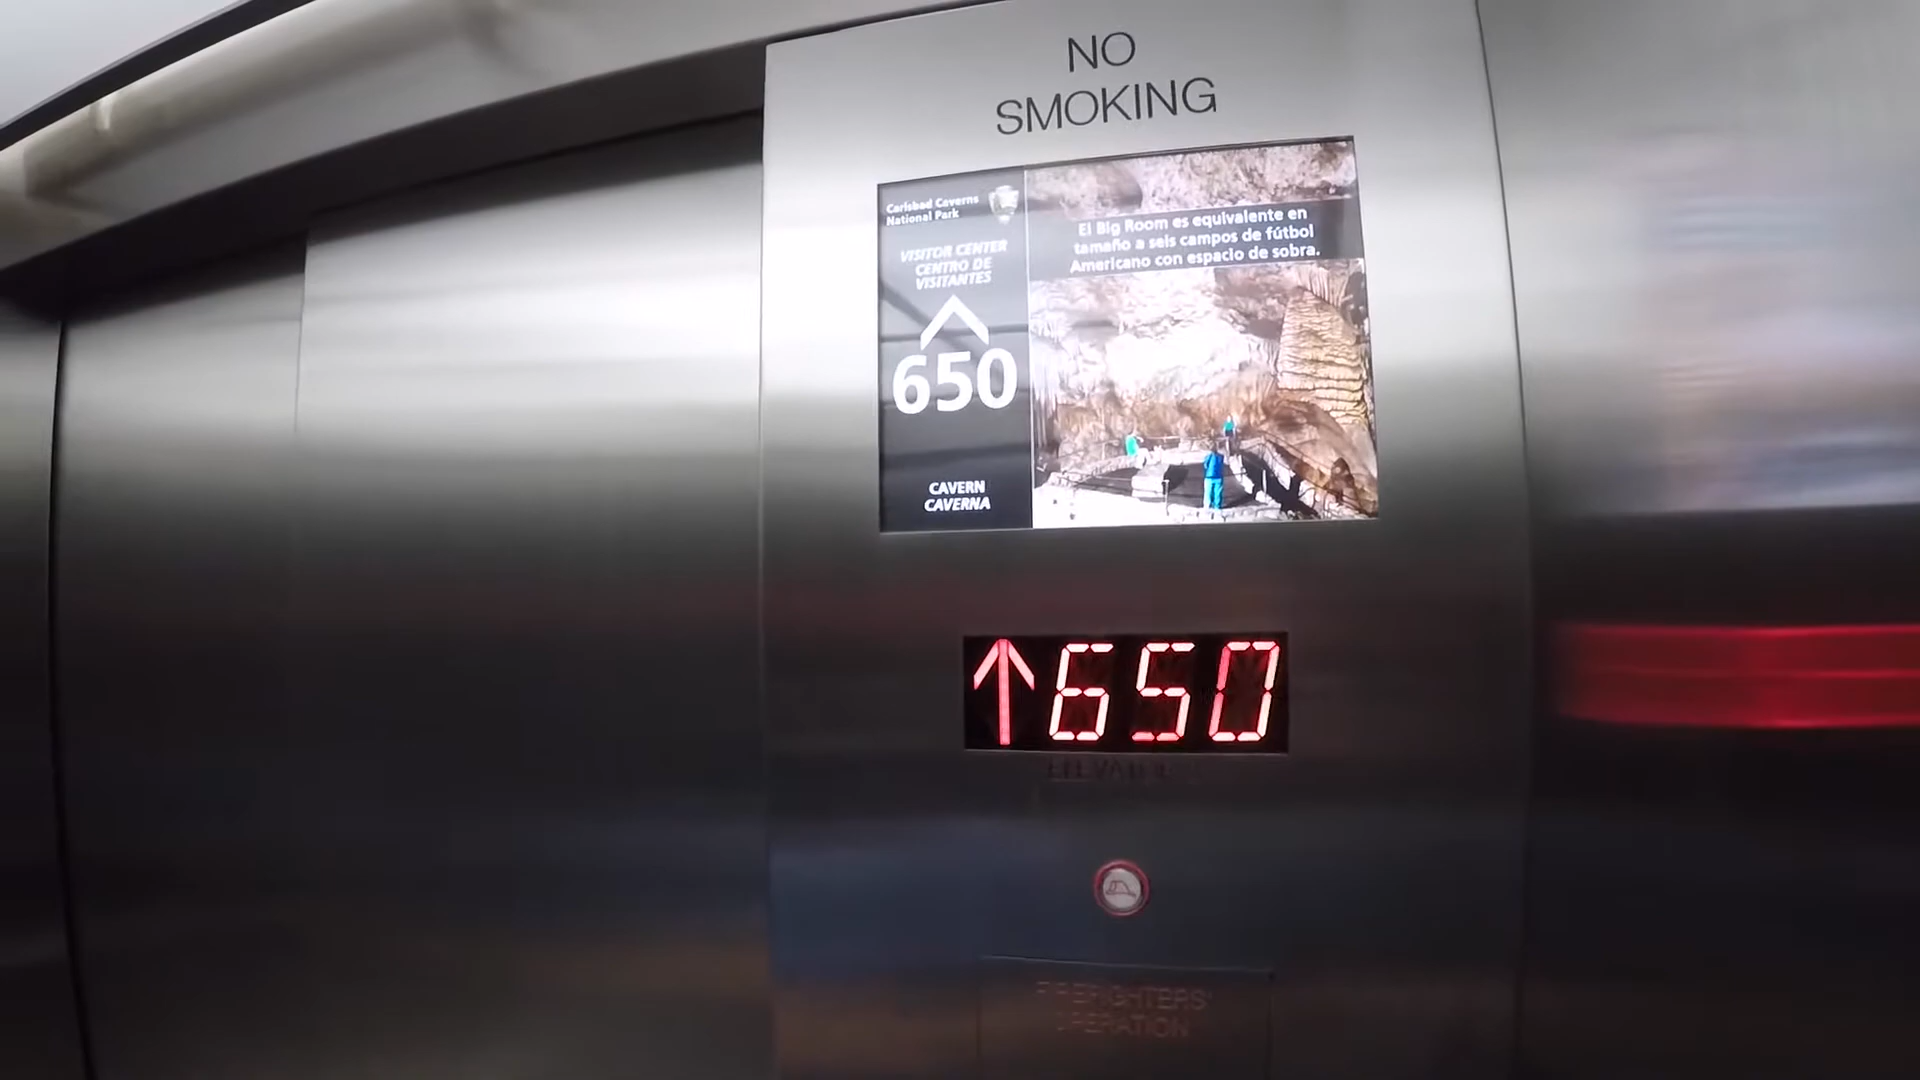 NO
SMOKING
Carlsbad Caverns
National Park
VISITOR CENTER
CENTRO DE
VISITANTES
650
CAVERN
CAVERNA
El Big Room es equivalente en
tamaño a seis campos de fútbol
Americano con espacio de sobra.
↑650
FIREFIGHTERS'
OPERATION